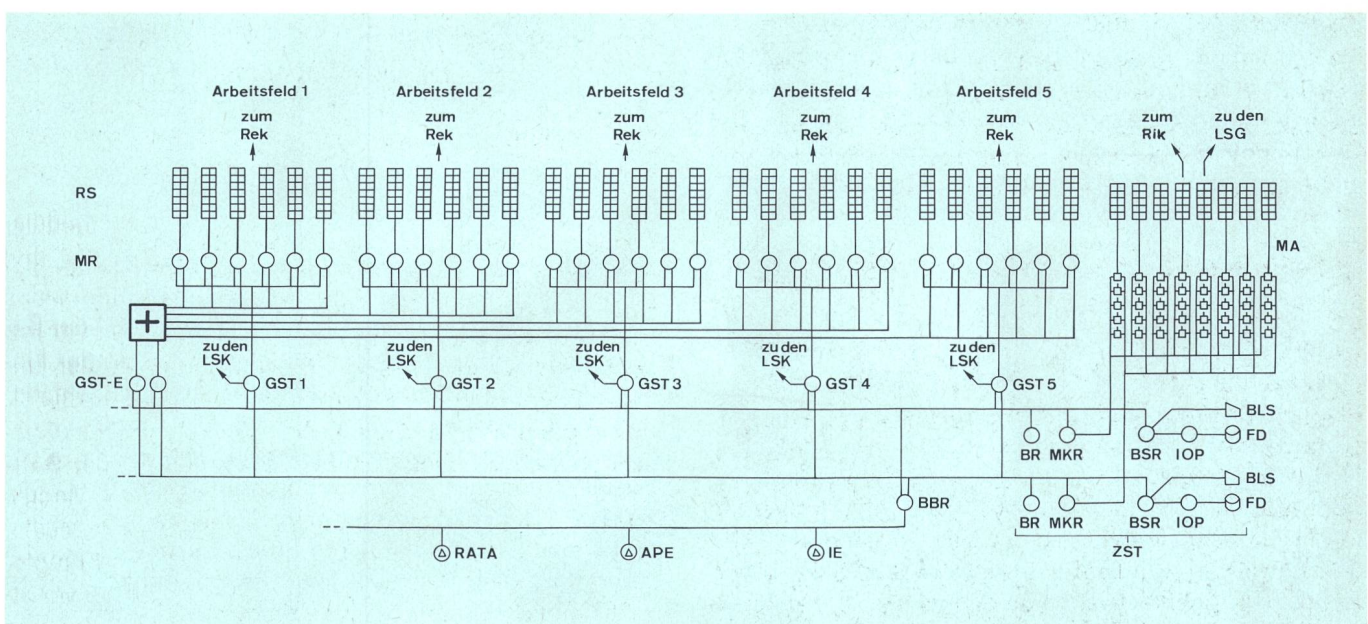 Arbeitsfeld 1 Arbeitsfeld 2 Arbeitsfeld 3 Arbeitsfeld 4 Arbeitsfeld 5
zum zum zum zum zum zum zu den
Rek Rek Rek Rek Rek Rik LSG
RS
MA
MR
zu den zu den zu den zu den zu den
LSK LSK LSK LSK LSK
GST-E GST 1 GST 2 GST 3 GST 4 GST 5
BLS
FD
BR MKR BSR IOP
BLS
BBR FD
BR MKR BSR IOP
RATA APE IE ZST